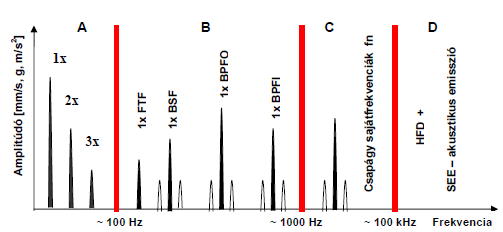 A B C D
Amplitúdó [mm/s, g, m/s²]
1x
2x
3x
1x FTF
1x BSF
1x BPFO
1x BPFI
Csapágy sajátfrekvenciák fn
HFD +
SEE – akusztikus emisszió
~ 100 Hz ~ 1000 Hz ~ 100 kHz Frekvencia